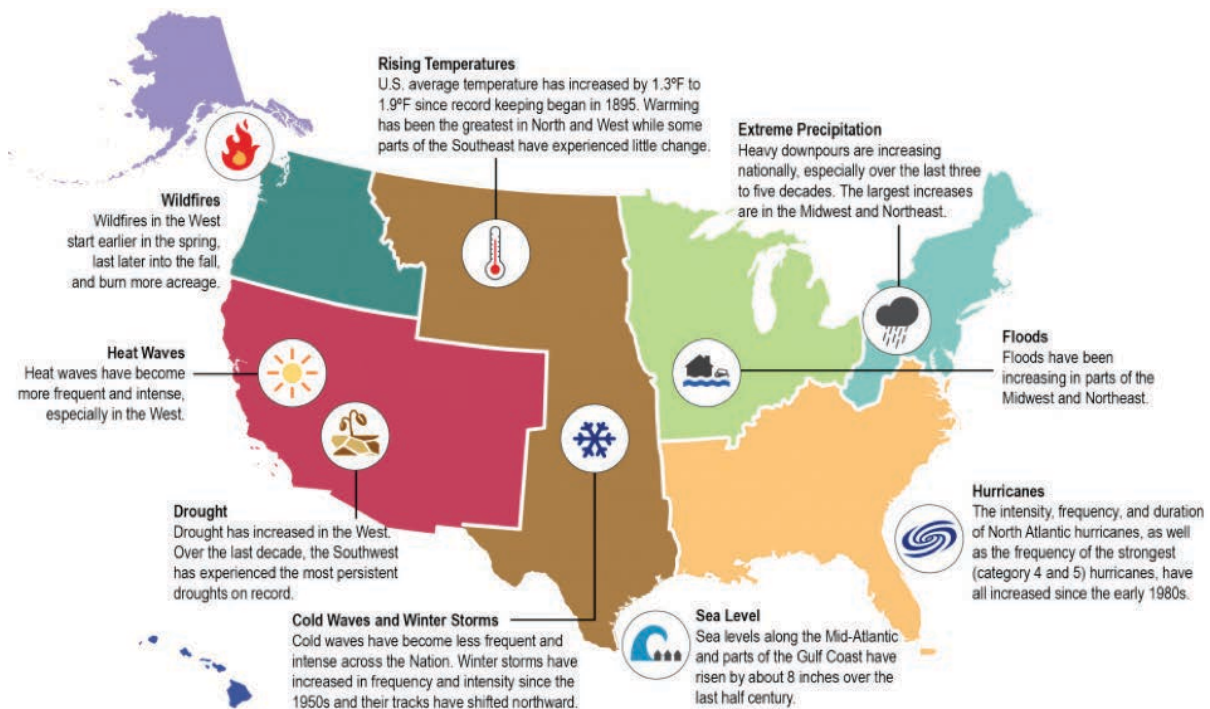 Rising Temperatures
U.S. average temperature has increased by 1.3ºF to
1.9ºF since record keeping began in 1895. Warming
has been the greatest in North and West while some
parts of the Southeast have experienced little change.
Extreme Precipitation
Heavy downpours are increasing
nationally, especially over the last three
to five decades. The largest increases
are in the Midwest and Northeast.
Wildfires
Wildfires in the West
start earlier in the spring,
last later into the fall,
and burn more acreage.
Heat Waves
Heat waves have become
more frequent and intense,
especially in the West.
Floods
Floods have been
increasing in parts of the
Midwest and Northeast.
Drought
Drought has increased in the West.
Over the last decade, the Southwest
has experienced the most persistent
droughts on record.
Hurricanes
The intensity, frequency, and duration
of North Atlantic hurricanes, as well
as the frequency of the strongest
(category 4 and 5) hurricanes, have
all increased since the early 1980s.
Cold Waves and Winter Storms
Cold waves have become less frequent and
intense across the Nation. Winter storms have
increased in frequency and intensity since the
1950s and their tracks have shifted northward.
Sea Level
Sea levels along the Mid-Atlantic
and parts of the Gulf Coast have
risen by about 8 inches over the
last half century.